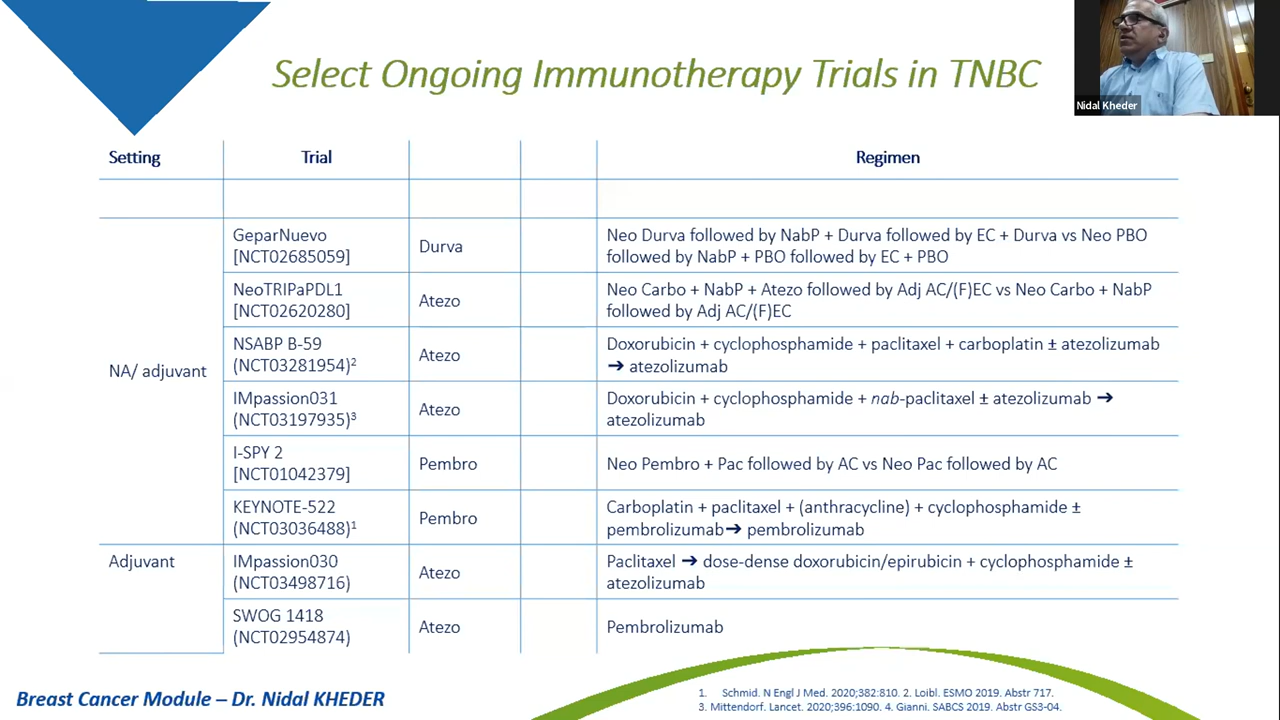 Select Ongoing Immunotherapy Trials in TNBC
Nidal Kheder
Setting Trial Regimen
NA/ adjuvant
GeparNuevo
[NCT02685059]
Durva
Neo Durva followed by NabP + Durva followed by EC + Durva vs Neo PBO
followed by NabP + PBO followed by EC + PBO
NeoTRIPaPDL1
[NCT02620280]
Atezo
Neo Carbo + NabP + Atezo followed by Adj AC/(F)EC vs Neo Carbo + NabP
followed by Adj AC/(F)EC
NSABP B-59
(NCT03281954)²
Atezo
Doxorubicin + cyclophosphamide + paclitaxel + carboplatin ± atezolizumab
➔ atezolizumab
IMpassion031
(NCT03197935)³
Atezo
Doxorubicin + cyclophosphamide + nab-paclitaxel ± atezolizumab ➔
atezolizumab
I-SPY 2
[NCT01042379]
Pembro
Neo Pembro + Pac followed by AC vs Neo Pac followed by AC
KEYNOTE-522
(NCT03036488)¹
Pembro
Carboplatin + paclitaxel + (anthracycline) + cyclophosphamide ±
pembrolizumab➔ pembrolizumab
Adjuvant
IMpassion030
(NCT03498716)
Atezo
Paclitaxel ➔ dose-dense doxorubicin/epirubicin + cyclophosphamide ±
atezolizumab
SWOG 1418
(NCT02954874)
Atezo
Pembrolizumab
Breast Cancer Module – Dr. Nidal KHEDER
1. Schmid. N Engl J Med. 2020;382:810. 2. Loibl. ESMO 2019. Abstr 717.
3. Mittendorf. Lancet. 2020;396:1090. 4. Gianni. SABCS 2019. Abstr GS3-04.